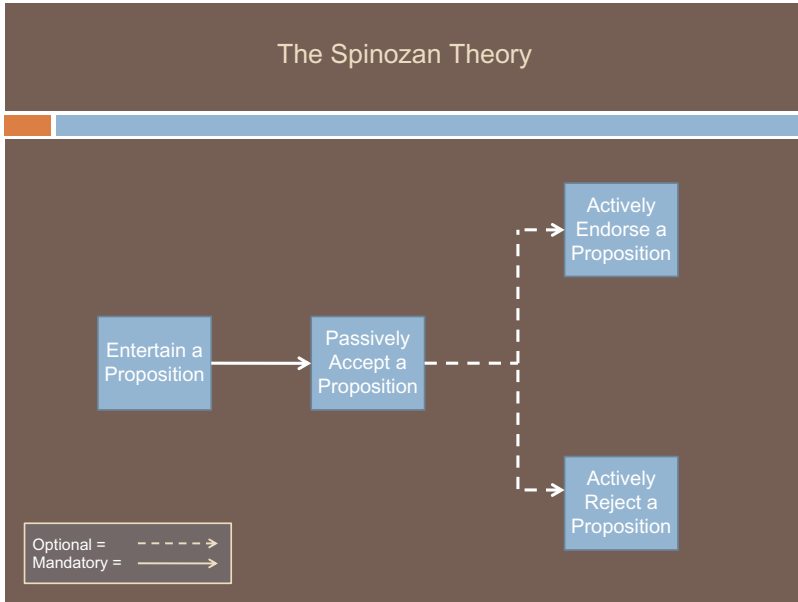 The Spinozan Theory
Actively
Endorse a
Proposition
Entertain a
Proposition
Passively
Accept a
Proposition
Actively
Reject a
Proposition
Optional =
Mandatory =